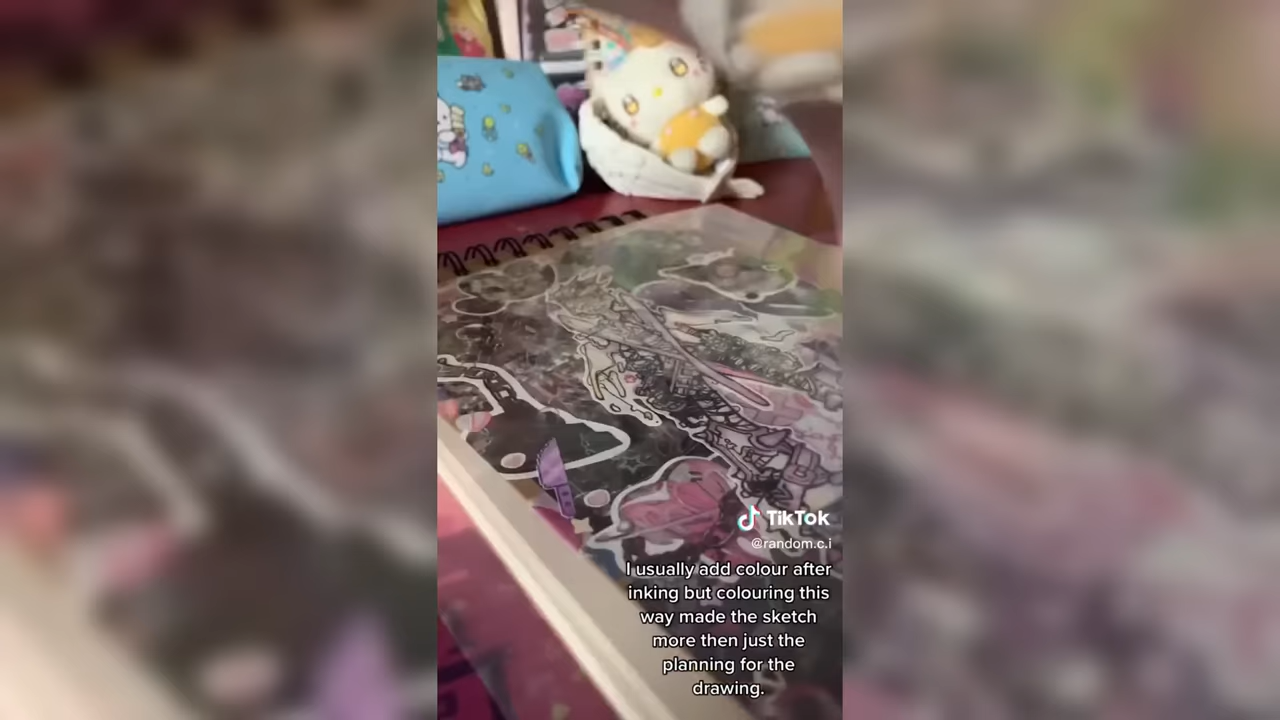 TikTok
@random.c.i
I usually add colour after
inking but colouring this
way made the sketch
more then just the
planning for the
drawing.